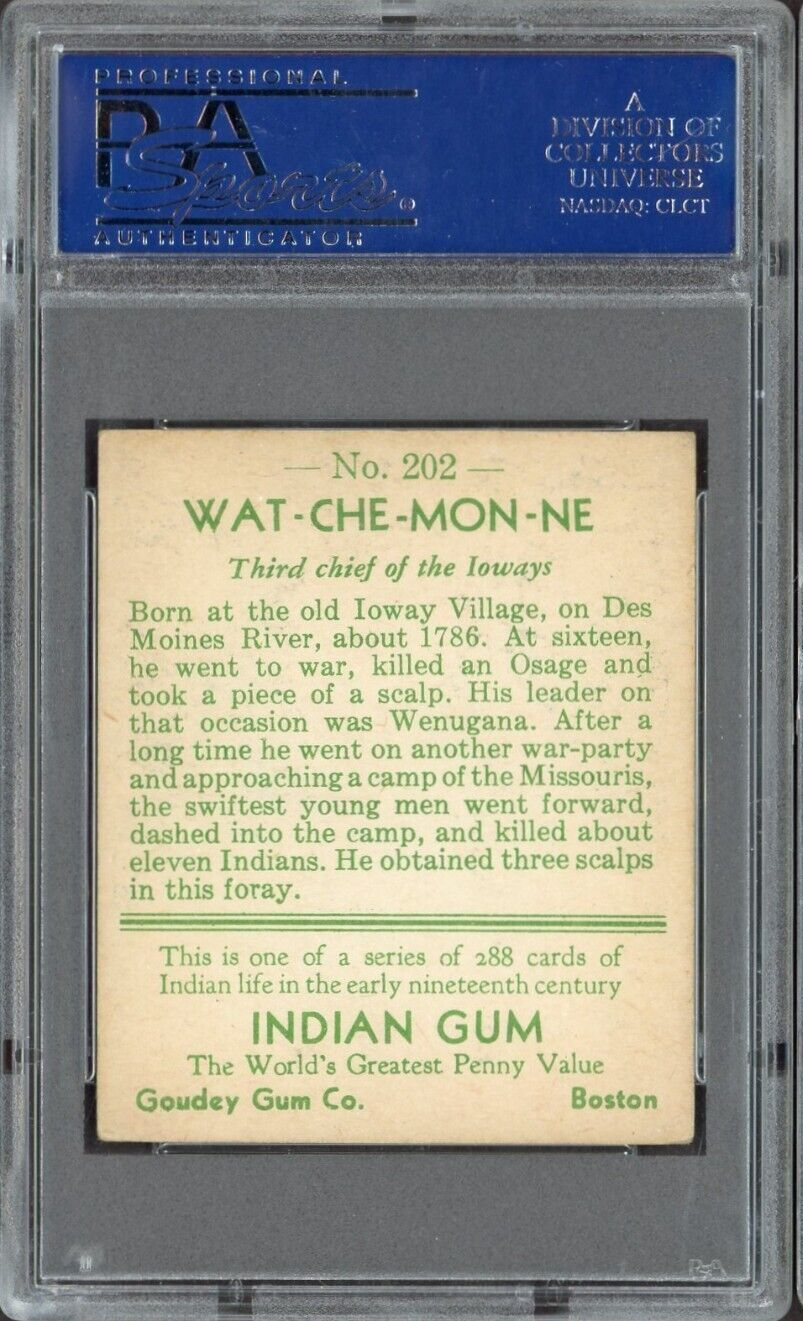 PROFESSIONAL
PSA
Sports®
AUTHENTICATOR
A
DIVISION OF
COLLECTORS
UNIVERSE
NASDAQ: CLCT
— No. 202 —
WAT-CHE-MON-NE
Third chief of the Ioways
Born at the old Ioway Village, on Des
Moines River, about 1786. At sixteen,
he went to war, killed an Osage and
took a piece of a scalp. His leader on
that occasion was Wenugana. After a
long time he went on another war-party
and approaching a camp of the Missouris,
the swiftest young men went forward,
dashed into the camp, and killed about
eleven Indians. He obtained three scalps
in this foray.
This is one of a series of 288 cards of
Indian life in the early nineteenth century
INDIAN GUM
The World's Greatest Penny Value
Goudey Gum Co. Boston
PSA